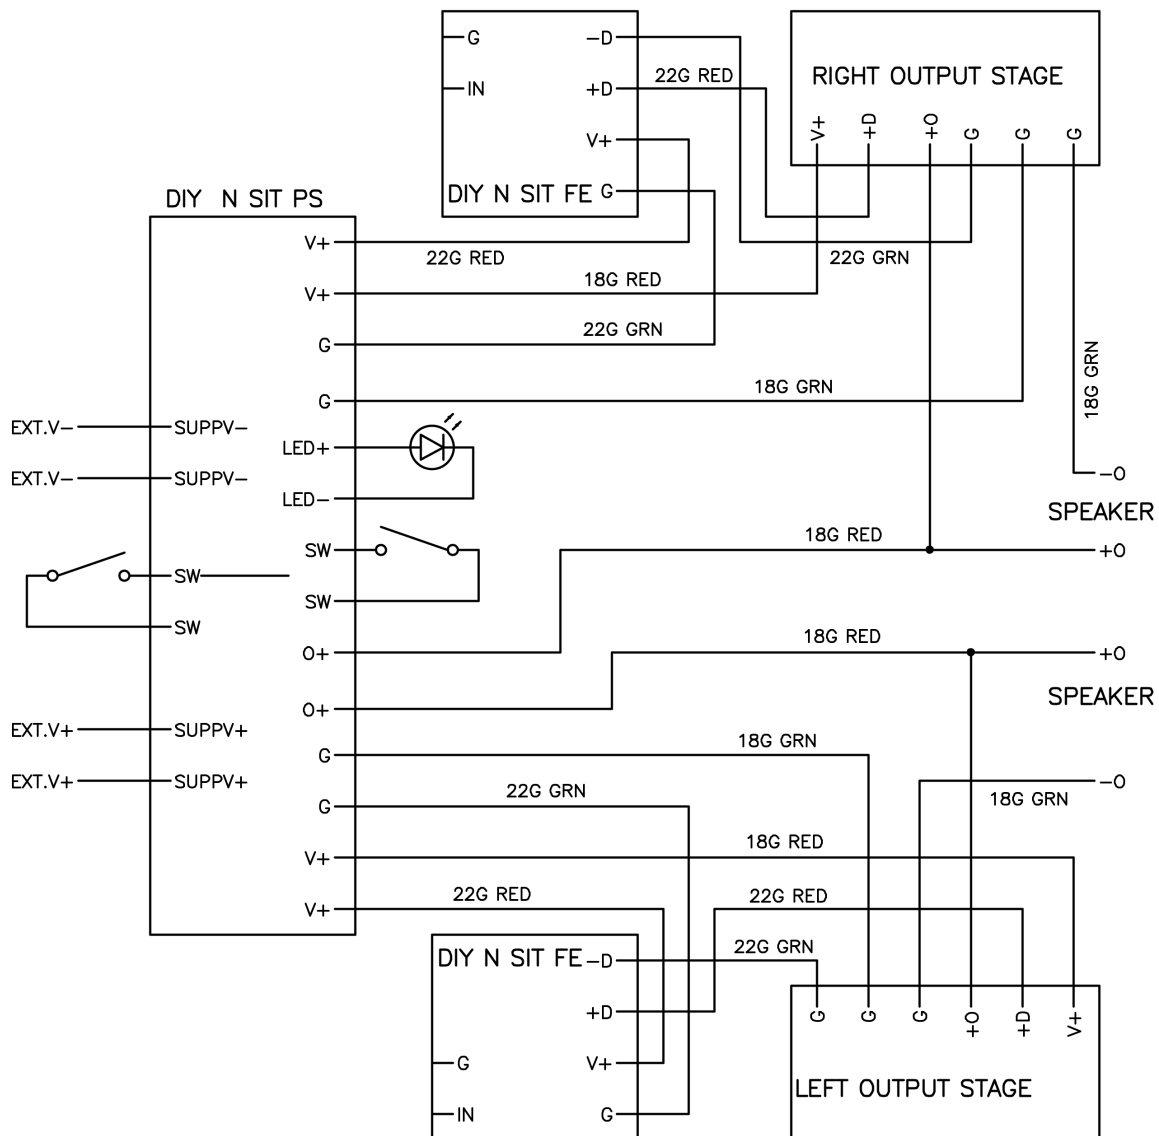 G
−D
IN
22G RED
+D
V+
DIY N SIT FE
G
RIGHT OUTPUT STAGE
V+
+D
+O
G
G
G
DIY N SIT PS
V+
22G RED
22G GRN
V+
18G RED
G
22G GRN
G
18G GRN
18G GRN
EXT.V−
SUPPV−
LED+
EXT.V−
SUPPV−
LED−
−O
SPEAKER
SW
18G RED
+O
SW
SW
SW
O+
18G RED
+O
SPEAKER
O+
EXT.V+
SUPPV+
G
18G GRN
EXT.V+
SUPPV+
−O
18G GRN
G
22G GRN
V+
18G RED
V+
22G RED
22G RED
DIY N SIT FE
−D
22G GRN
+D
G
V+
IN
G
G
G
G
+O
+D
V+
LEFT OUTPUT STAGE